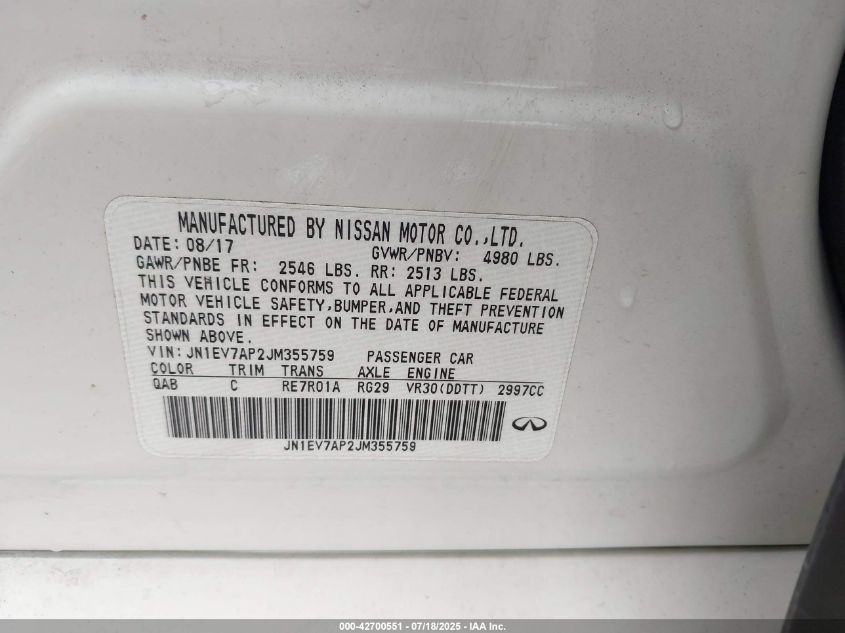 MANUFACTURED BY NISSAN MOTOR CO.,LTD.
DATE: 08/17 GVWR/PNBV: 4980 LBS.
GAWR/PNBE FR: 2546 LBS. RR: 2513 LBS.
THIS VEHICLE CONFORMS TO ALL APPLICABLE FEDERAL
MOTOR VEHICLE SAFETY,BUMPER,AND THEFT PREVENTION
STANDARDS IN EFFECT ON THE DATE OF MANUFACTURE
SHOWN ABOVE.
VIN: JN1EV7AP2JM355759 PASSENGER CAR
COLOR TRIM TRANS AXLE ENGINE
QAB C RE7R01A RG29 VR30(DDTT) 2997CC
JN1EV7AP2JM355759
000-42700551 - 07/18/2025 - IAA Inc.